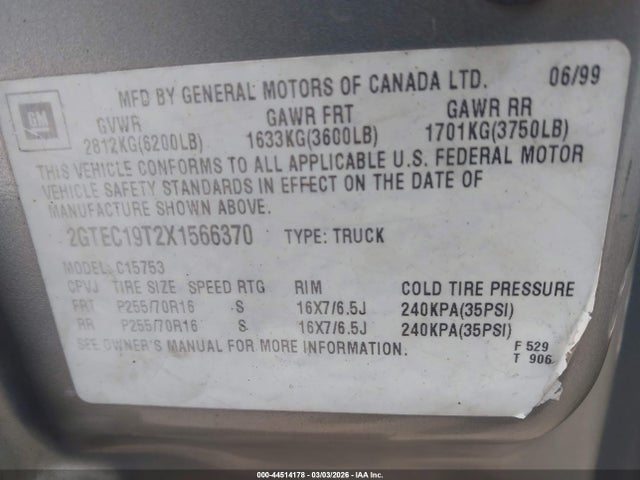 MFD BY GENERAL MOTORS OF CANADA LTD. 06/99
GM
GVWR GAWR FRT GAWR RR
2812KG(6200LB) 1633KG(3600LB) 1701KG(3750LB)
THIS VEHICLE CONFORMS TO ALL APPLICABLE U.S. FEDERAL MOTOR
VEHICLE SAFETY STANDARDS IN EFFECT ON THE DATE OF
MANUFACTURE SHOWN ABOVE.
2GTEC19T2X1566370 TYPE: TRUCK
MODEL: C15753
CPVJ TIRE SIZE SPEED RTG RIM COLD TIRE PRESSURE
FRT P255/70R16 S 16X7/6.5J 240KPA(35PSI)
RR P255/70R16 S 16X7/6.5J 240KPA(35PSI)
SEE OWNER'S MANUAL FOR MORE INFORMATION.
F 529
T 906
000-44514178 — 03/03/2026 — IAA Inc.